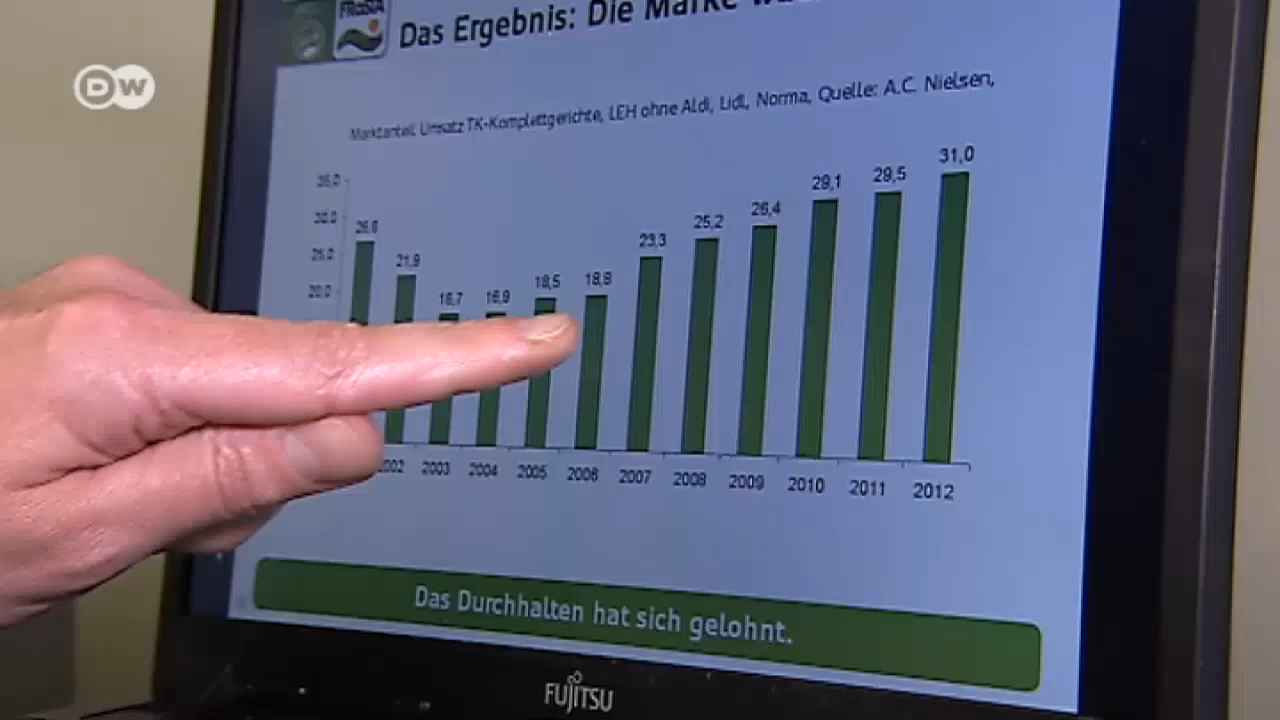 DW
FRoSTA
Das Ergebnis: Die Marke
Marktanteil Umsatz TK-Komplettgerichte, LEH ohne Aldi, Lidl, Norma, Quelle: A.C. Nielsen,
35,0
30,0
25,0
20,0
26,6 21,9 16,7 16,9 18,5 18,8 23,3 25,2 26,4 29,1 29,5 31,0
2003 2004 2005 2006 2007 2008 2009 2010 2011 2012
Das Durchhalten hat sich gelohnt.
FUJITSU